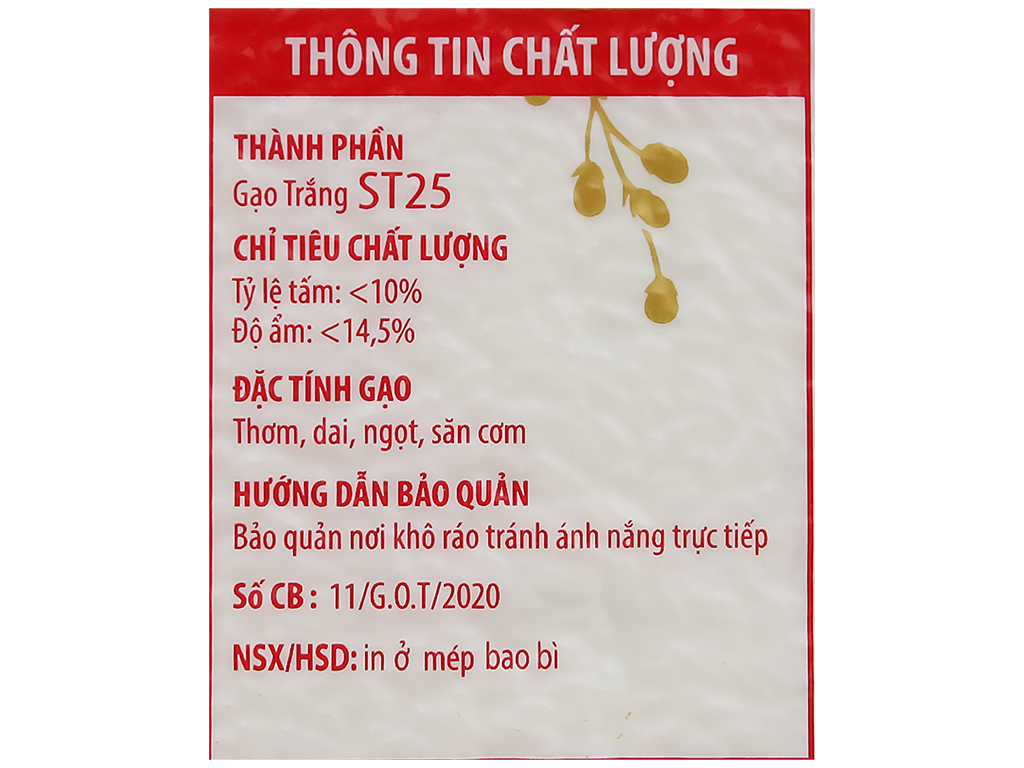 THÔNG TIN CHẤT LƯỢNG
THÀNH PHẦN
Gạo Trắng ST25
CHỈ TIÊU CHẤT LƯỢNG
Tỷ lệ tấm: <10%
Độ ẩm: <14,5%
ĐẶC TÍNH GẠO
Thơm, dai, ngọt, săn cơm
HƯỚNG DẪN BẢO QUẢN
Bảo quản nơi khô ráo tránh ánh nắng trực tiếp
Số CB: 11/G.O.T/2020
NSX/HSD: in ở mép bao bì